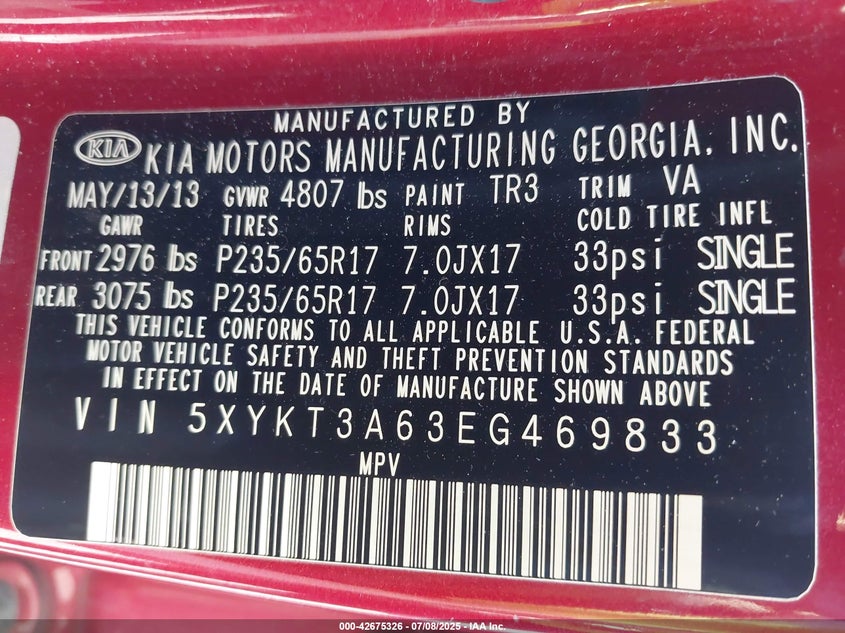 MANUFACTURED BY
KIA KIA MOTORS MANUFACTURING GEORGIA, INC.
MAY/13/13 GVWR 4807 lbs PAINT TR3 TRIM VA
GAWR TIRES RIMS COLD TIRE INFL
FRONT 2976 lbs P235/65R17 7.0JX17 33psi SINGLE
REAR 3075 lbs P235/65R17 7.0JX17 33psi SINGLE
THIS VEHICLE CONFORMS TO ALL APPLICABLE U.S.A. FEDERAL
MOTOR VEHICLE SAFETY AND THEFT PREVENTION STANDARDS
IN EFFECT ON THE DATE OF MANUFACTURE SHOWN ABOVE
VIN 5XYKT3A63EG469833
MPV
000-42675326 - 07/08/2025 - IAA Inc.